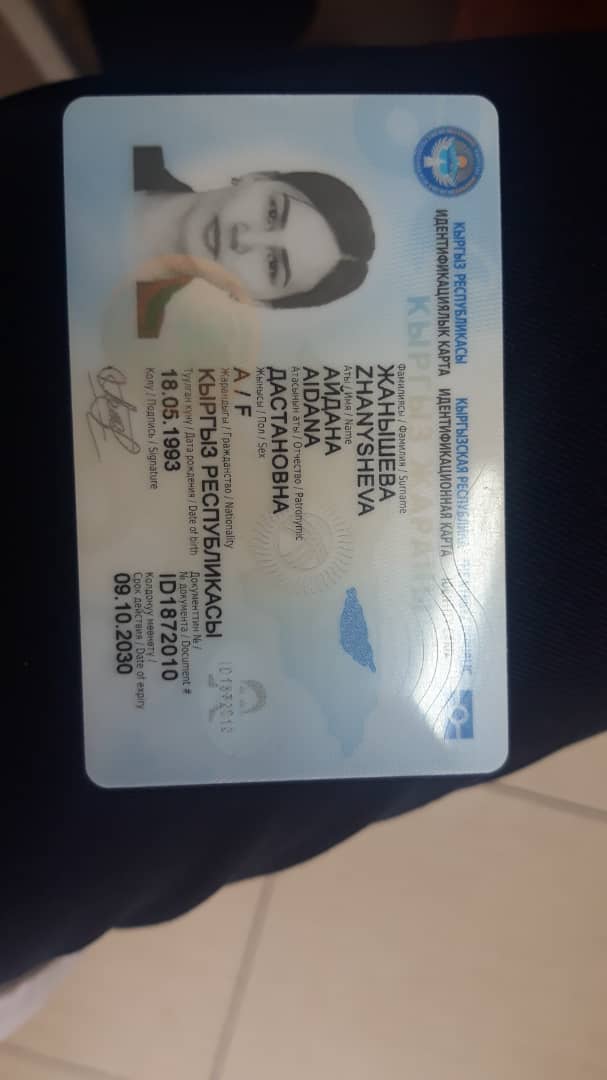 КЫРГЫЗ РЕСПУБЛИКАСЫ КЫРГЫЗСКАЯ РЕСПУБЛИКА
ИДЕНТИФИКАЦИЯЛЫК КАРТА ИДЕНТИФИКАЦИОННАЯ КАРТА
Фамилиясы / Фамилия / Surname
ЖАНЫШЕВА
ZHANYSHEVA
Аты / Имя / Name
АЙДАНА
AIDANA
Атасынын аты / Отчество / Patronymic
ДАСТАНОВНА
Жынысы / Пол / Sex
А / F
Жарандыгы / Гражданство / Nationality
КЫРГЫЗ РЕСПУБЛИКАСЫ
Туулган күнү / Дата рождения / Date of birth
18.05.1993
Документтин № /
№ документа / Document #
ID1872010
Колу / Подпись / Signature
Колдонуу мөөнөтү /
Срок действия / Date of expiry
09.10.2030